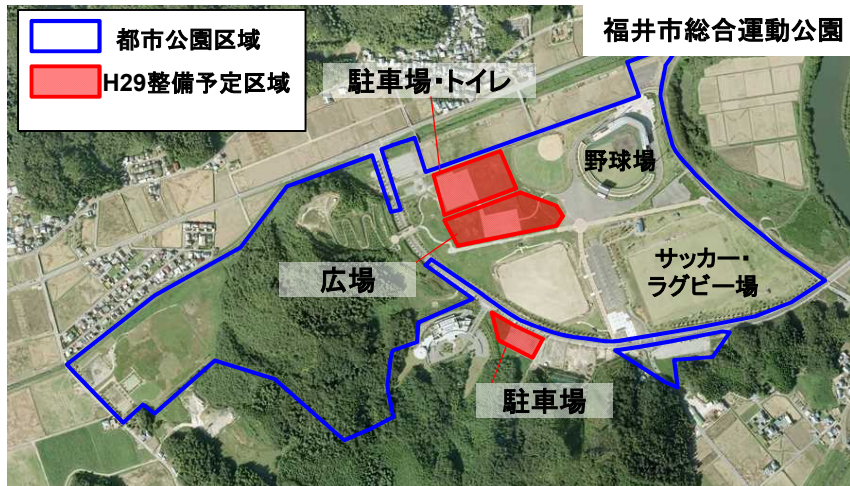 福井市総合運動公園
都市公園区域
H29整備予定区域
駐車場・トイレ
野球場
サッカー・
ラグビー場
広場
駐車場